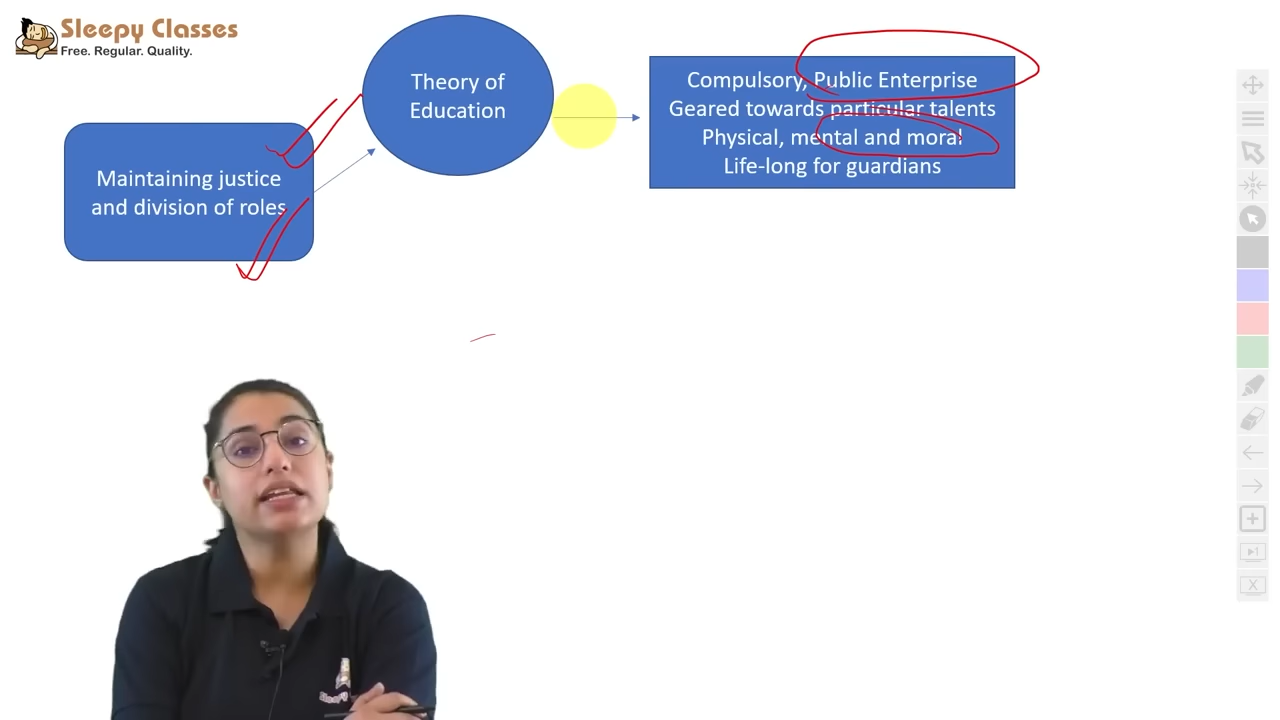 Sleepy Classes
Free. Regular. Quality.
Theory of
Education
Compulsory, Public Enterprise
Geared towards particular talents
Physical, mental and moral
Life-long for guardians
Maintaining justice
and division of roles